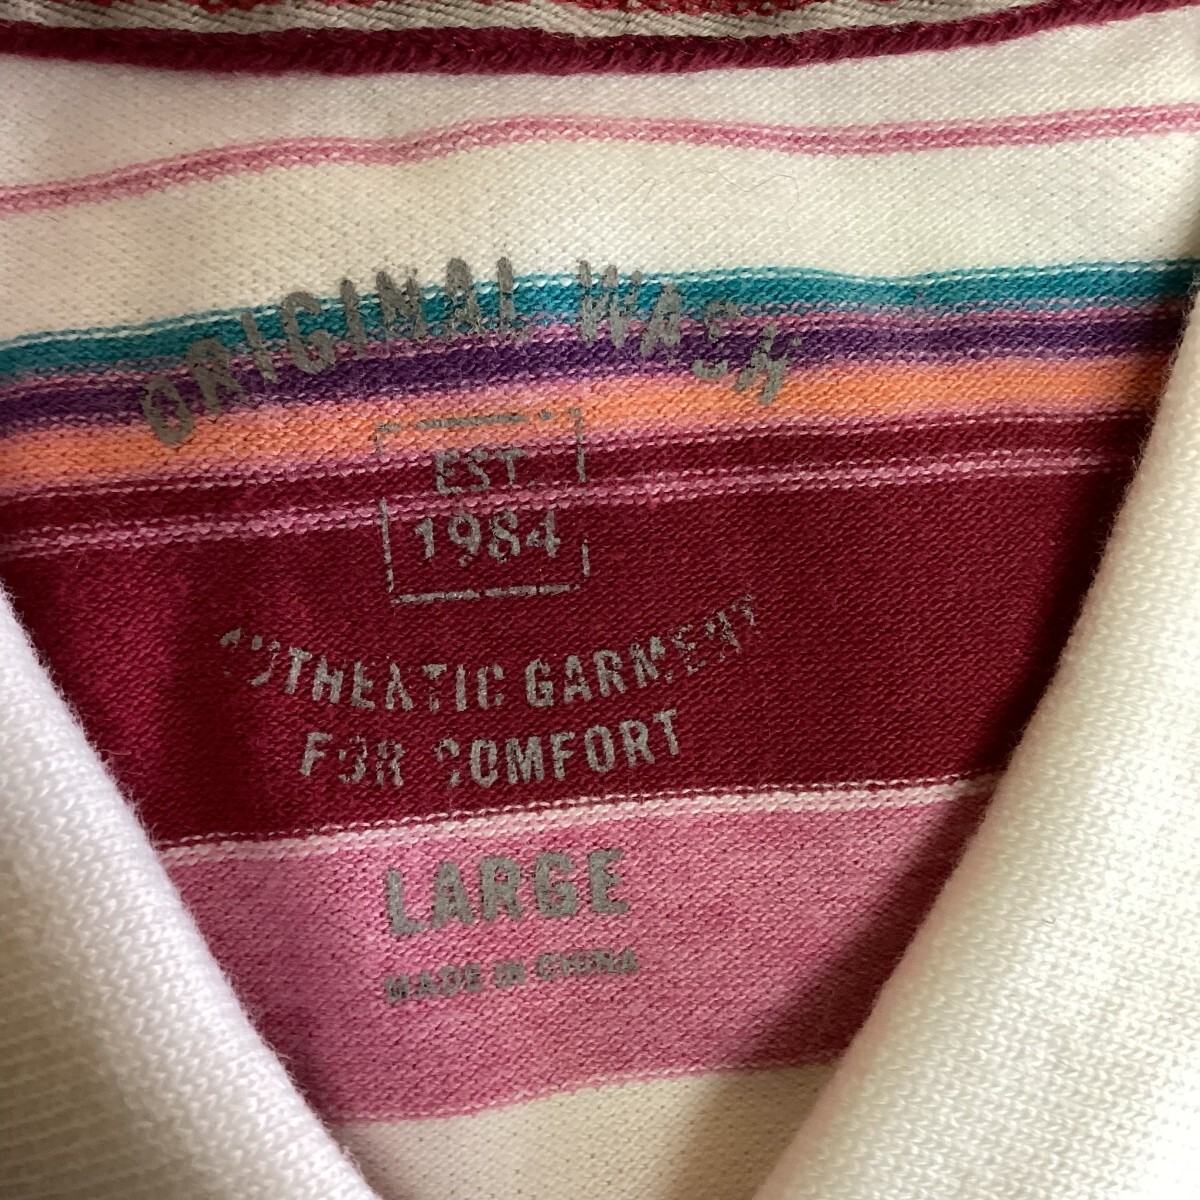 ORIGINAL WASH
EST.
1984
AUTHENTIC GARMENT
FOR COMFORT
LARGE
MADE IN CHINA